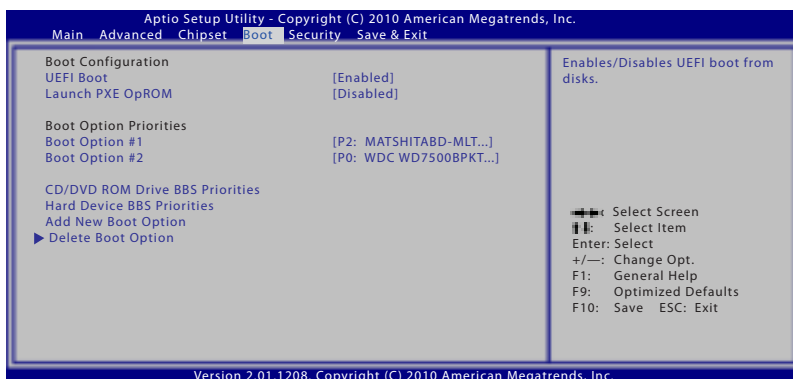 Aptio Setup Utility - Copyright (C) 2010 American Megatrends, Inc.
Main Advanced Chipset Boot Security Save & Exit
Boot Configuration
UEFI Boot [Enabled]
Launch PXE OpROM [Disabled]
Boot Option Priorities
Boot Option #1 [P2: MATSHITABD-MLT...]
Boot Option #2 [P0: WDC WD7500BPKT...]
CD/DVD ROM Drive BBS Priorities
Hard Device BBS Priorities
Add New Boot Option
Delete Boot Option
Enables/Disables UEFI boot from
disks.
: Select Screen
: Select Item
Enter: Select
+/—: Change Opt.
F1: General Help
F9: Optimized Defaults
F10: Save ESC: Exit
Version 2.01.1208. Copyright (C) 2010 American Megatrends, Inc.